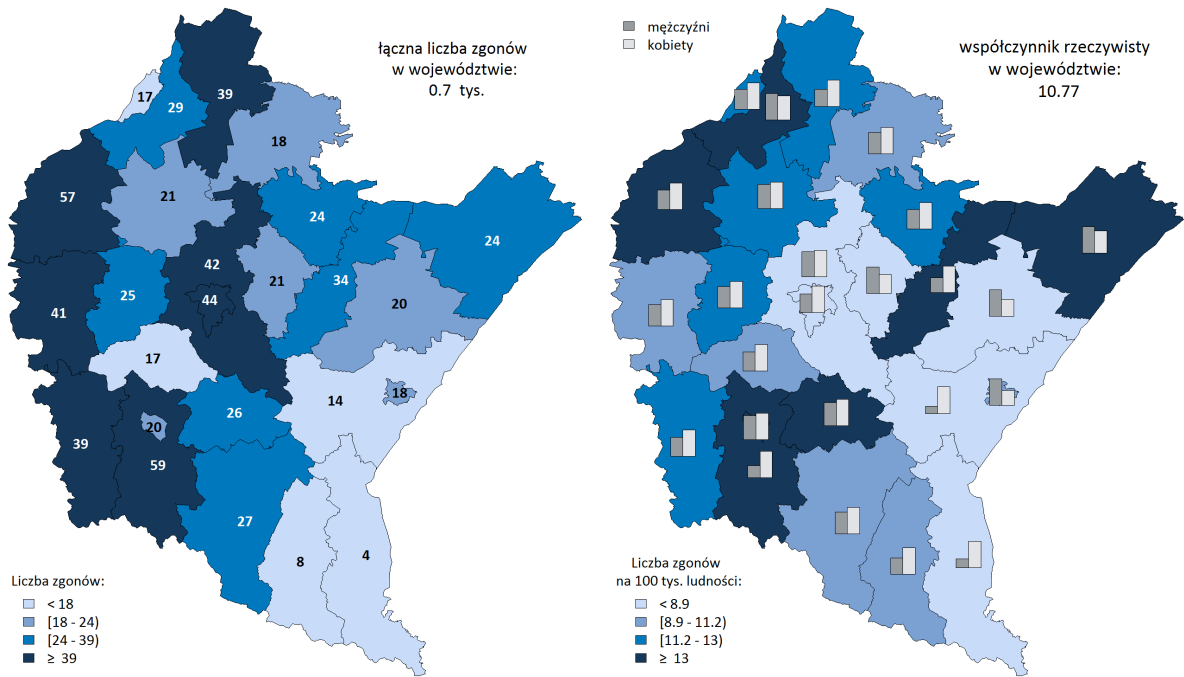 łączna liczba zgonów
w województwie:
0.7 tys.
17
29
39
18
57
21
24
24
42
21
34
25
44
20
41
17
14
18
26
20
39
59
27
8
4
Liczba zgonów:
< 18
[18 - 24)
[24 - 39)
≥ 39
mężczyźni
kobiety
współczynnik rzeczywisty
w województwie:
10.77
Liczba zgonów
na 100 tys. ludności:
< 8.9
[8.9 - 11.2)
[11.2 - 13)
≥ 13